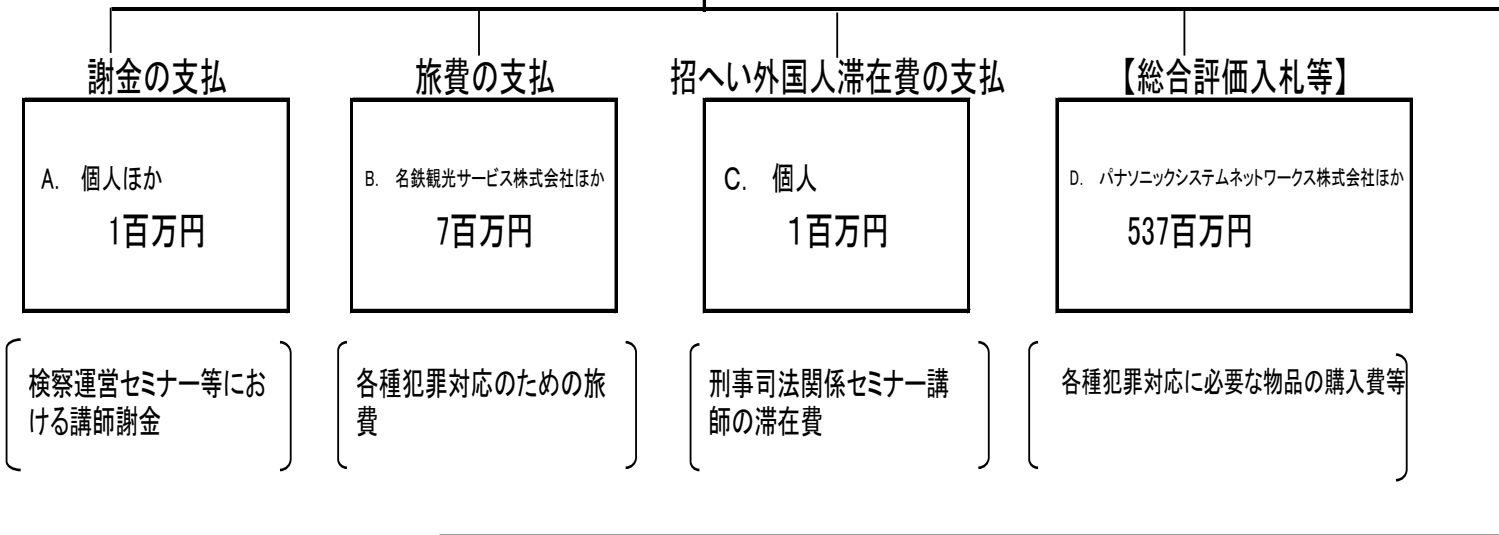 謝金の支払
旅費の支払
招へい外国人滞在費の支払
【総合評価入札等】
A. 個人ほか
1百万円
B. 名鉄観光サービス株式会社ほか
7百万円
C. 個人
1百万円
D. パナソニックシステムネットワークス株式会社ほか
537百万円
検察運営セミナー等にお
ける講師謝金
各種犯罪対応のための旅
費
刑事司法関係セミナー講
師の滞在費
各種犯罪対応に必要な物品の購入費等